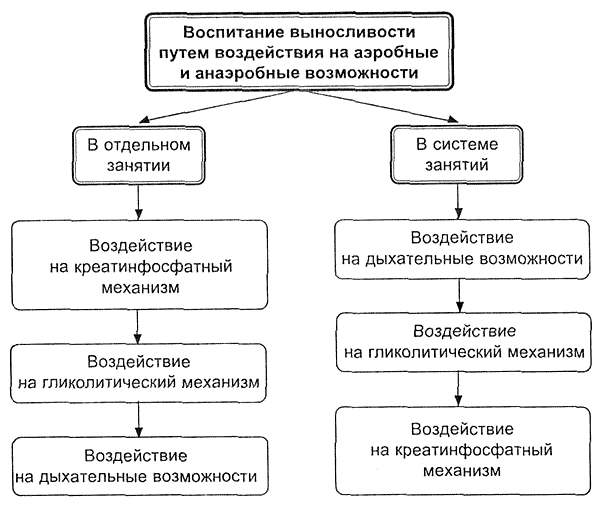 Воспитание выносливости
путем воздействия на аэробные
и анаэробные возможности
В отдельном
занятии
Воздействие
на креатинфосфатный
механизм
Воздействие
на гликолитический механизм
Воздействие
на дыхательные возможности
В системе
занятий
Воздействие
на дыхательные возможности
Воздействие
на гликолитический механизм
Воздействие
на креатинфосфатный
механизм